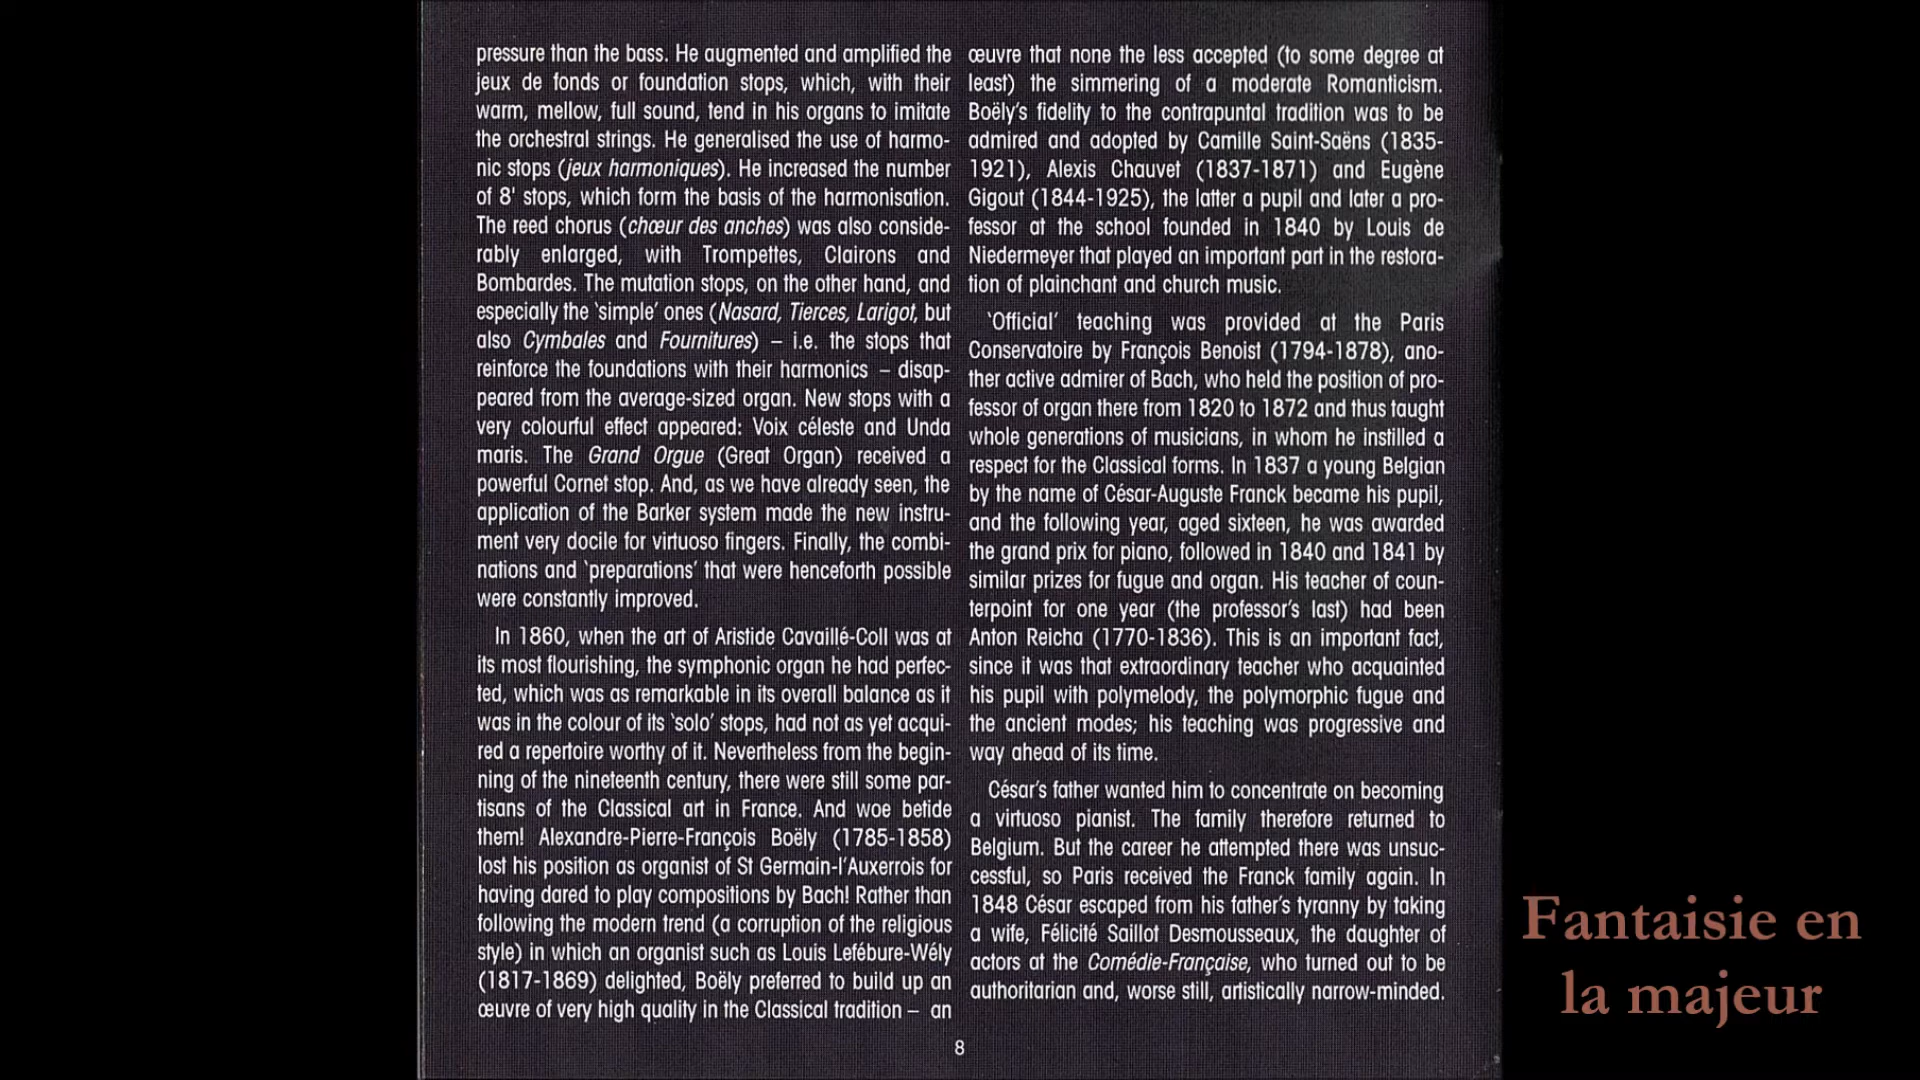 pressure than the bass. He augmented and amplified the
jeux de fonds or foundation stops, which, with their
warm, mellow, full sound, tend in his organs to imitate
the orchestral strings. He generalised the use of harmo-
nic stops (jeux harmoniques). He increased the number
of 8' stops, which form the basis of the harmonisation.
The reed chorus (chœur des anches) was also conside-
rably enlarged, with Trompettes, Clairons and
Bombardes. The mutation stops, on the other hand, and
especially the ‘simple’ ones (Nasard, Tierces, Larigot, but
also Cymbales and Fournitures) – i.e. the stops that
reinforce the foundations with their harmonics – disap-
peared from the average-sized organ. New stops with a
very colourful effect appeared: Voix céleste and Unda
maris. The Grand Orgue (Great Organ) received a
powerful Cornet stop. And, as we have already seen, the
application of the Barker system made the new instru-
ment very docile for virtuoso fingers. Finally, the combi-
nations and ‘preparations’ that were henceforth possible
were constantly improved.
In 1860, when the art of Aristide Cavaillé-Coll was at
its most flourishing, the symphonic organ he had perfec-
ted, which was as remarkable in its overall balance as it
was in the colour of its ‘solo’ stops, had not as yet acqui-
red a repertoire worthy of it. Nevertheless from the begin-
ning of the nineteenth century, there were still some par-
tisans of the Classical art in France. And woe betide
them! Alexandre-Pierre-François Boëly (1785-1858)
lost his position as organist of St Germain-l’Auxerrois for
having dared to play compositions by Bach! Rather than
following the modern trend (a corruption of the religious
style) in which an organist such as Louis Lefébure-Wély
(1817-1869) delighted, Boëly preferred to build up an
œuvre of very high quality in the Classical tradition – an
œuvre that none the less accepted (to some degree at
least) the simmering of a moderate Romanticism.
Boëly’s fidelity to the contrapuntal tradition was to be
admired and adopted by Camille Saint-Saëns (1835-
1921), Alexis Chauvet (1837-1871) and Eugène
Gigout (1844-1925), the latter a pupil and later a pro-
fessor at the school founded in 1840 by Louis de
Niedermeyer that played an important part in the restora-
tion of plainchant and church music.
‘Official’ teaching was provided at the Paris
Conservatoire by François Benoist (1794-1878), ano-
ther active admirer of Bach, who held the position of pro-
fessor of organ there from 1820 to 1872 and thus taught
whole generations of musicians, in whom he instilled a
respect for the Classical forms. In 1837 a young Belgian
by the name of César-Auguste Franck became his pupil,
and the following year, aged sixteen, he was awarded
the grand prix for piano, followed in 1840 and 1841 by
similar prizes for fugue and organ. His teacher of coun-
terpoint for one year (the professor’s last) had been
Anton Reicha (1770-1836). This is an important fact,
since it was that extraordinary teacher who acquainted
his pupil with polymelody, the polymorphic fugue and
the ancient modes; his teaching was progressive and
way ahead of its time.
César’s father wanted him to concentrate on becoming
a virtuoso pianist. The family therefore returned to
Belgium. But the career he attempted there was unsuc-
cessful, so Paris received the Franck family again. In
1848 César escaped from his father’s tyranny by taking
a wife, Félicité Saillot Desmousseaux, the daughter of
actors at the Comédie-Française, who turned out to be
authoritarian and, worse still, artistically narrow-minded.
8
Fantaisie en
la majeur